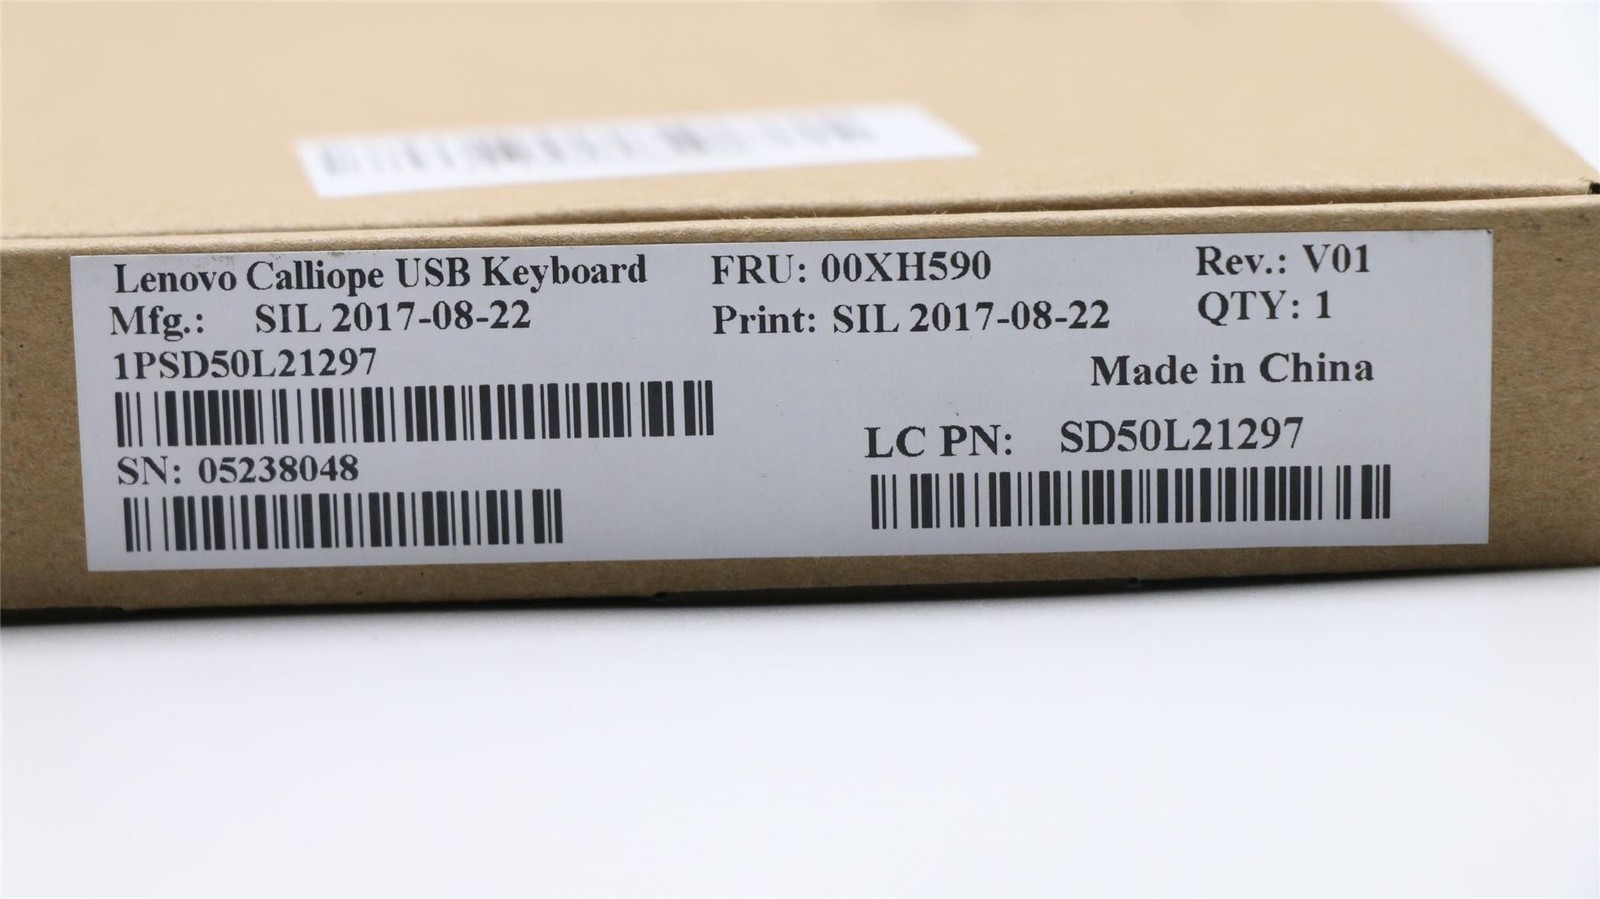 Lenovo Calliope USB Keyboard FRU: 00XH590 Rev.: V01
Mfg.: SIL 2017-08-22 Print: SIL 2017-08-22 QTY: 1
1PSD50L21297
Made in China
LC PN: SD50L21297
SN: 05238048